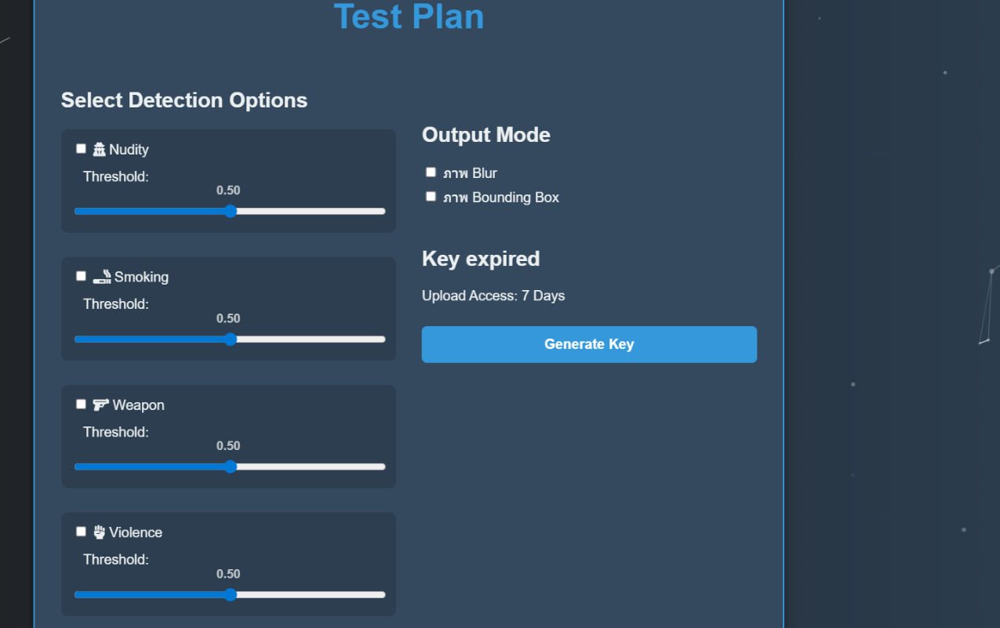 Test Plan
Select Detection Options
Nudity
Threshold:
0.50
Smoking
Threshold:
0.50
Weapon
Threshold:
0.50
Violence
Threshold:
0.50
Output Mode
ภาพ Blur
ภาพ Bounding Box
Key expired
Upload Access: 7 Days
Generate Key